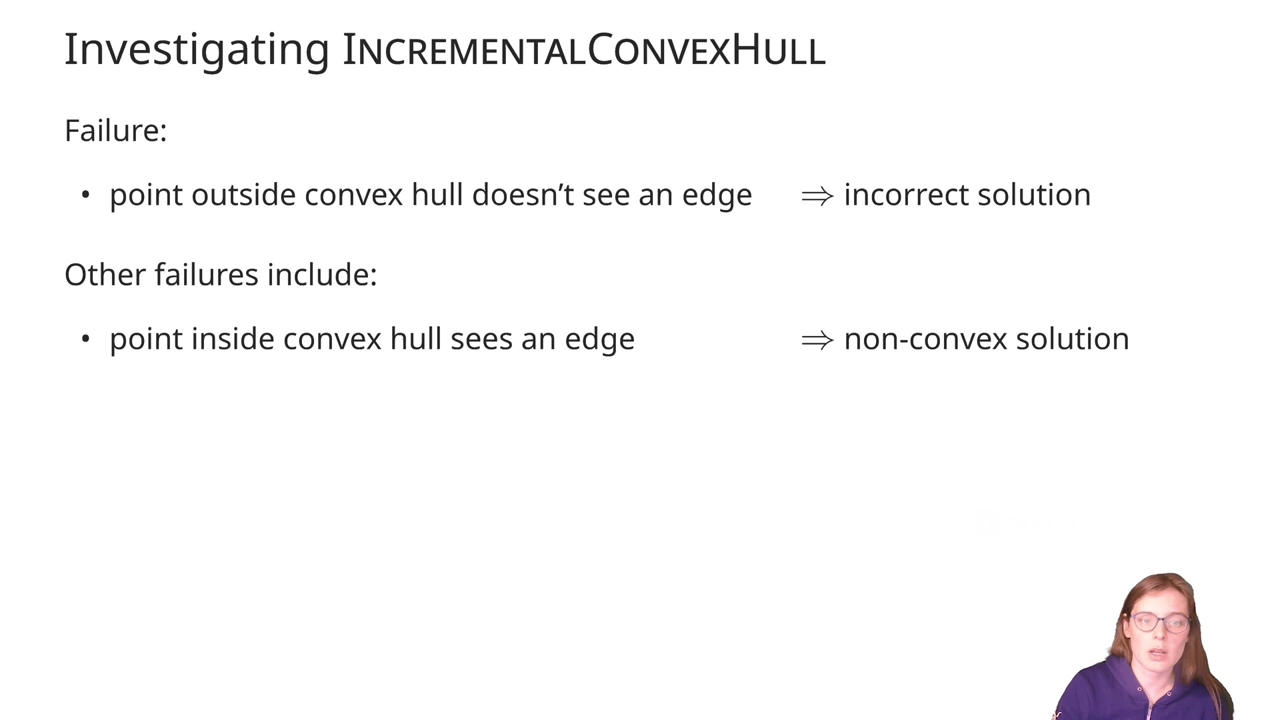 Investigating IncrementalConvexHull
Failure:
• point outside convex hull doesn’t see an edge ⇒ incorrect solution
Other failures include:
• point inside convex hull sees an edge ⇒ non-convex solution